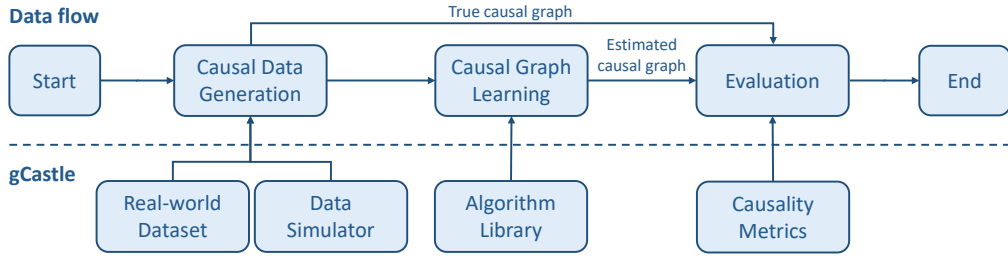 Data flow
True causal graph
Start
Causal Data
Generation
Causal Graph
Learning
Estimated
causal graph
Evaluation
End
gCastle
Real-world
Dataset
Data
Simulator
Algorithm
Library
Causality
Metrics